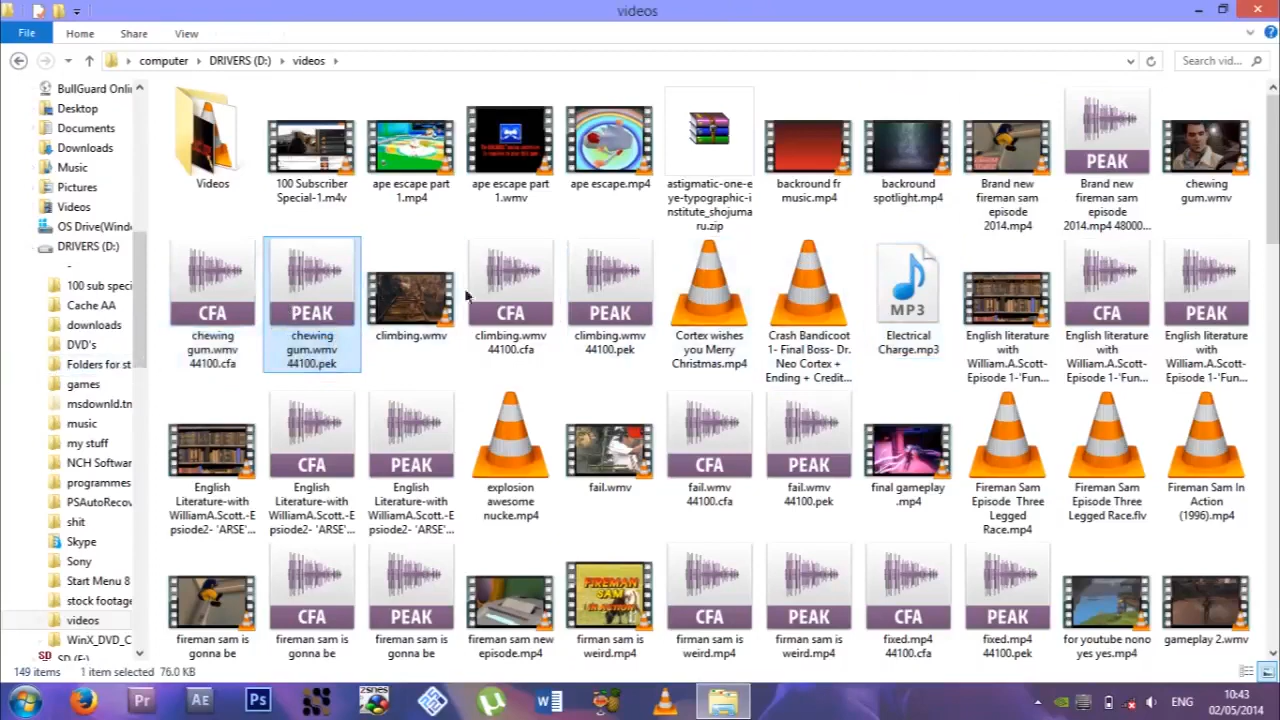 videos
File
Home
Share
View
computer
DRIVERS (D:)
videos
Search vid...
BullGuard Onli
Desktop
Documents
Downloads
Music
Pictures
Videos
OS Drive(Wind
DRIVERS (D:)
-
100 sub speci
Cache AA
downloads
DVD's
Folders for st
games
msdownld.tn
music
my stuff
NCH Softwar
programmes
PSAutoRecov
shit
Skype
Sony
Start Menu 8
stock footage
videos
WinX_DVD_C
SD (E:)
Videos
100 Subscriber
Special-1.m4v
ape escape part
1.mp4
ape escape part
1.wmv
ape escape.mp4
astigmatic-one-e
ye-typographic-i
nstitute_shojuma
ru.zip
backround fr
music.mp4
backround
spotlight.mp4
Brand new
fireman sam
episode
2014.mp4
PEAK
Brand new
fireman sam
episode
2014.mp4 48000...
chewing
gum.wmv
CFA
chewing
gum.wmv
44100.cfa
PEAK
chewing
gum.wmv
44100.pek
climbing.wmv
CFA
climbing.wmv
44100.cfa
PEAK
climbing.wmv
44100.pek
Cortex wishes
you Merry
Christmas.mp4
Crash Bandicoot
1- Final Boss- Dr.
Neo Cortex +
Ending + Credit...
MP3
Electrical
Charge.mp3
English literature
with
William.A.Scott-
Episode 1-'Fun...
CFA
English literature
with
William.A.Scott-
Episode 1-'Fun...
PEAK
English literature
with
William.A.Scott-
Episode 1-'Fun...
English
Literature-with
WilliamA.Scott.-E
psiode2- 'ARSE'...
CFA
English
Literature-with
WilliamA.Scott.-E
psiode2- 'ARSE'...
PEAK
English
Literature-with
WilliamA.Scott.-E
psiode2- 'ARSE'...
explosion
awesome
nucke.mp4
fail.wmv
CFA
fail.wmv
44100.cfa
PEAK
fail.wmv
44100.pek
final gameplay
.mp4
Fireman Sam
Episode Three
Legged
Race.mp4
Fireman Sam
Episode Three
Legged Race.flv
Fireman Sam In
Action
(1996).mp4
fireman sam is
gonna be
CFA
fireman sam is
gonna be
PEAK
fireman sam is
gonna be
fireman sam new
episode.mp4
FIREMAN
SAM
IN ACTION
firman sam is
weird.mp4
CFA
firman sam is
weird.mp4
PEAK
firman sam is
weird.mp4
CFA
fixed.mp4
44100.cfa
PEAK
fixed.mp4
44100.pek
for youtube nono
yes yes.mp4
gameplay 2.wmv
149 items
1 item selected 76.0 KB
Pr
Ae
Ps
ZSNES
ENG
10:43
02/05/2014